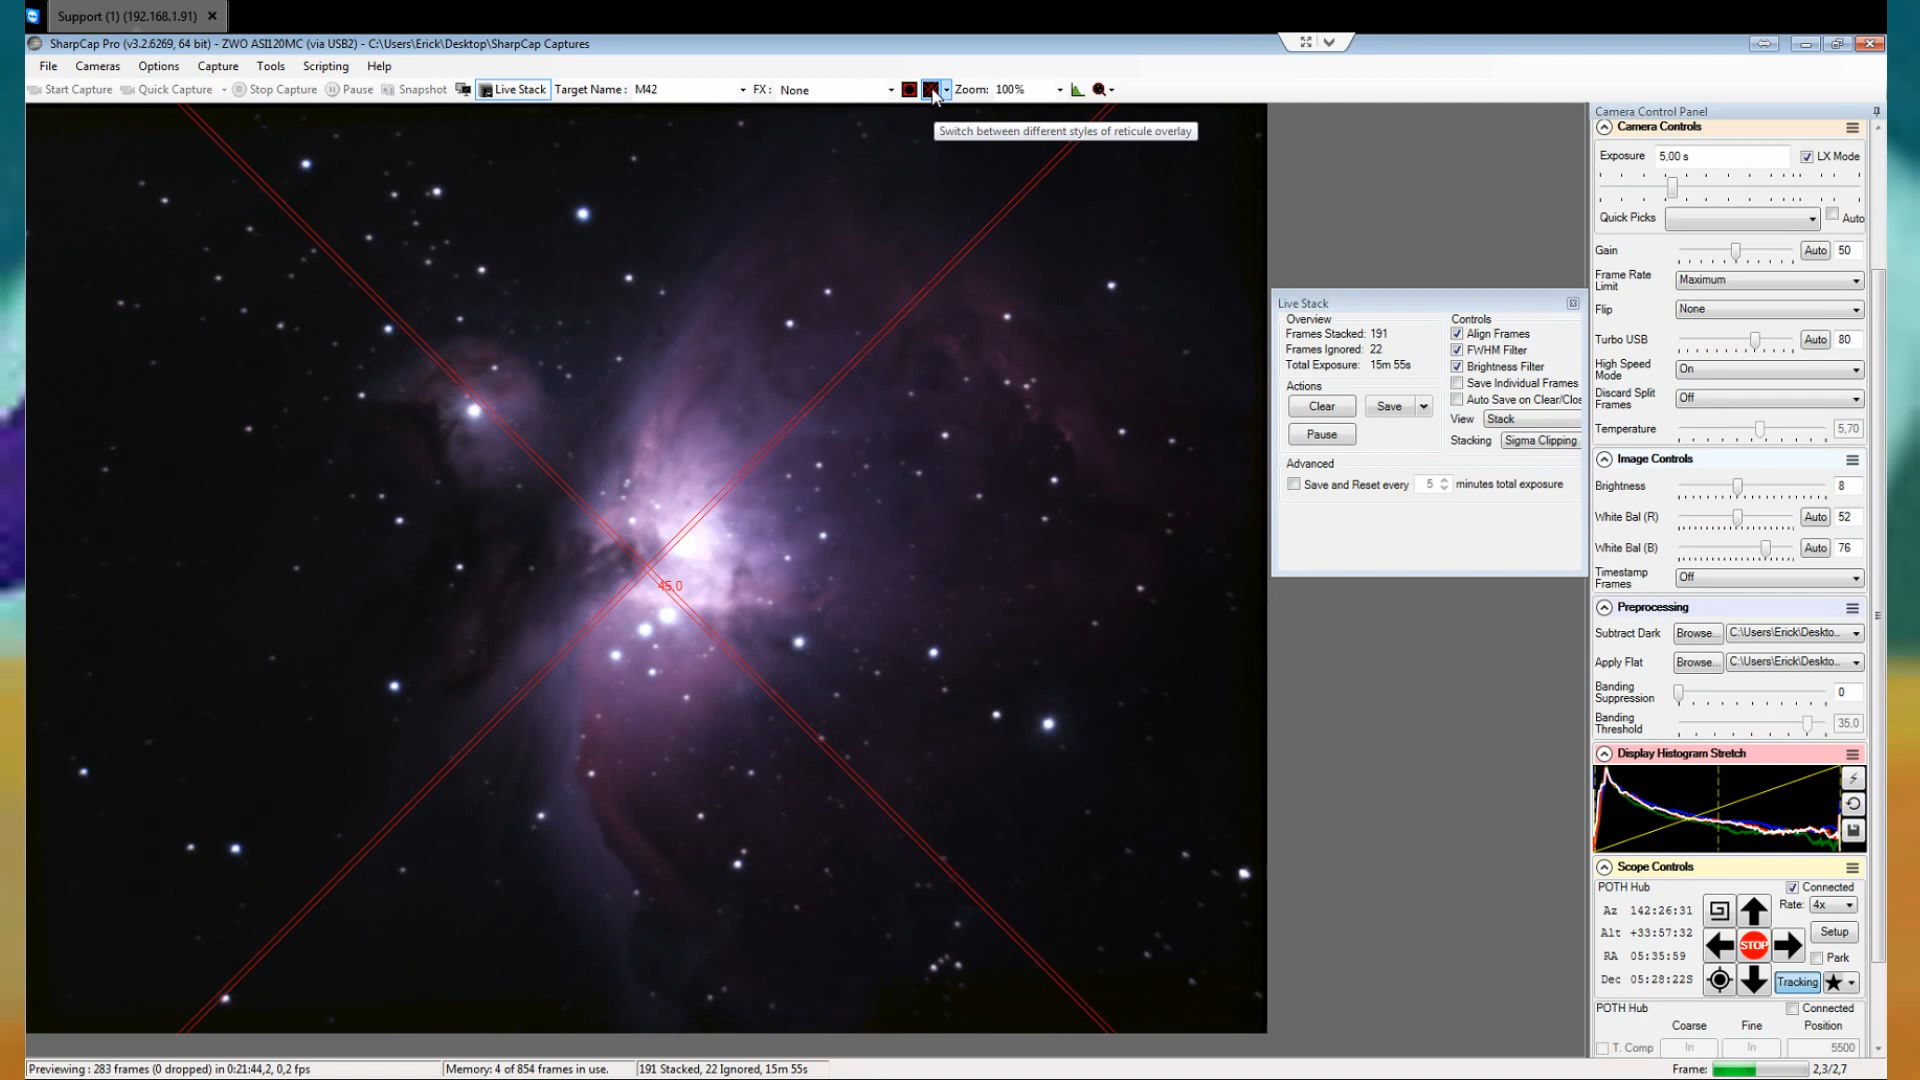 Support (1) (192.168.1.91) ×
SharpCap Pro (v3.2.6269, 64 bit) - ZWO ASI120MC (via USB2) - C:\Users\Erick\Desktop\SharpCap Captures
File Cameras Options Capture Tools Scripting Help
Start Capture Quick Capture Stop Capture Pause Snapshot Live Stack Target Name : M42 FX : None Zoom: 100%
Switch between different styles of reticule overlay
45,0
Live Stack
Overview
Frames Stacked: 191
Frames Ignored: 22
Total Exposure: 15m 55s
Actions
Clear Save
Pause
Controls
Align Frames
FWHM Filter
Brightness Filter
Save Individual Frames
Auto Save on Clear/Clos
View Stack
Stacking Sigma Clipping
Advanced
Save and Reset every 5 minutes total exposure
Camera Control Panel
Camera Controls
Exposure 5,00 s LX Mode
Quick Picks Auto
Gain Auto 50
Frame Rate Limit Maximum
Flip None
Turbo USB Auto 80
High Speed Mode On
Discard Split Frames Off
Temperature 5,70
Image Controls
Brightness 8
White Bal (R) Auto 52
White Bal (B) Auto 76
Timestamp Frames Off
Preprocessing
Subtract Dark Browse... C:\Users\Erick\Deskto...
Apply Flat Browse... C:\Users\Erick\Deskto...
Banding Suppression 0
Banding Threshold 35,0
Display Histogram Stretch
Scope Controls
POTH Hub Connected
Az 142:26:31 Rate: 4x
Alt +33:57:32 Setup
RA 05:35:59 STOP Park
Dec 05:28:22S Tracking
POTH Hub Connected
Coarse Fine Position
T. Comp In In 5500
Previewing : 283 frames (0 dropped) in 0:21:44,2, 0,2 fps Memory: 4 of 854 frames in use. 191 Stacked, 22 Ignored, 15m 55s Frame: 2,3/2,7